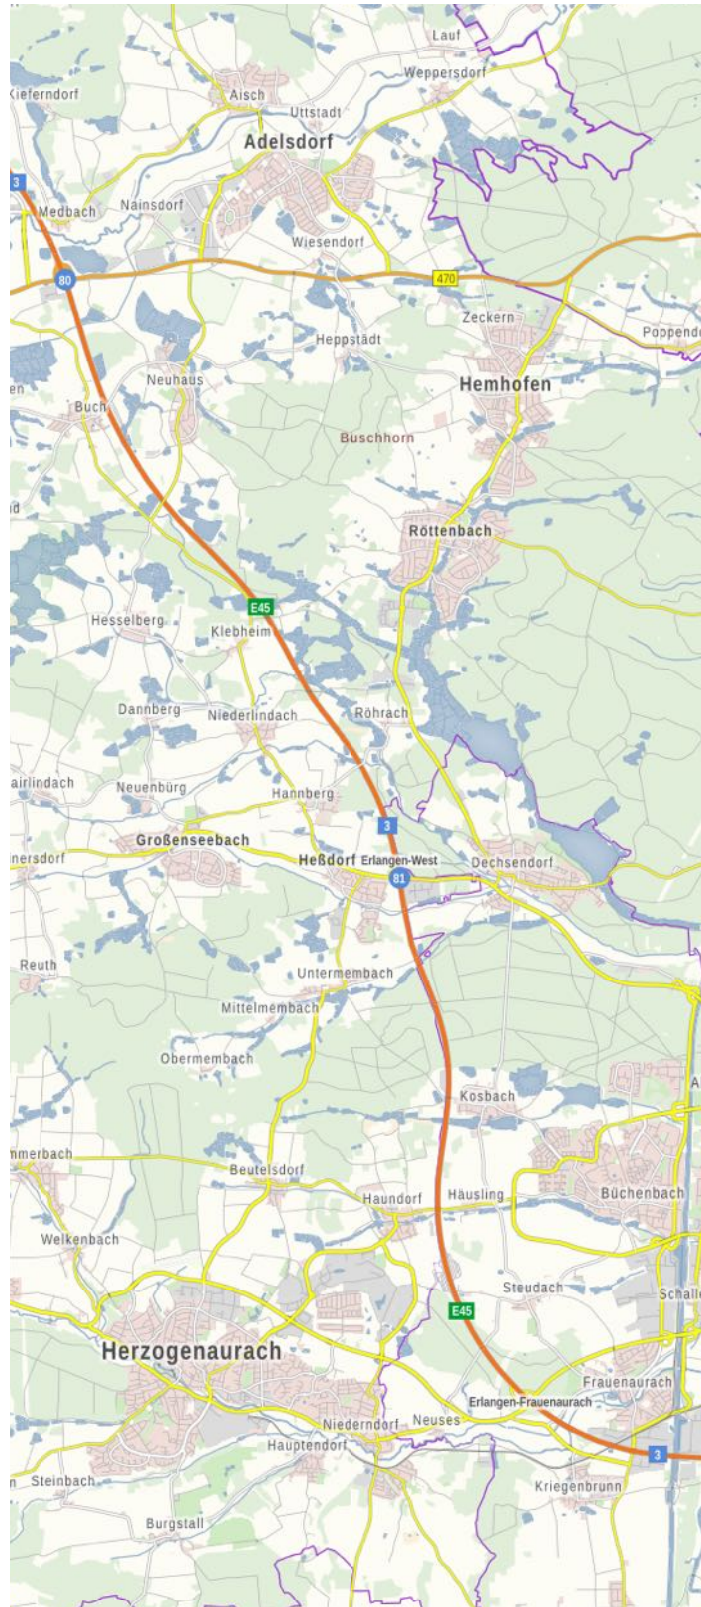 Lauf
Weppersdorf
Kieferndorf
Aisch
Uttstadt
Adelsdorf
3
Medbach
Nainsdorf
Wiesendorf
80
470
Zeckern
Poppend
Heppstädt
Neuhaus
Hemhofen
en
Buch
Buschhorn
d
Röttenbach
E45
Hesselberg
Klebheim
Dannberg
Niederlindach
Röhrach
airlindach
Neuenbürg
Hannberg
3
Großenseebach
nersdorf
Heßdorf
Erlangen-West
Dechsendorf
81
Reuth
Untermembach
Mittelmembach
Obermembach
A
Kosbach
mmerbach
Beutelsdorf
Haundorf
Häusling
Büchenbach
Welkenbach
Steudach
Schalle
E45
Herzogenaurach
Frauenaurach
Erlangen-Frauenaurach
Niederndorf
Neuses
Hauptendorf
3
n
Steinbach
Kriegenbrunn
Burgstall